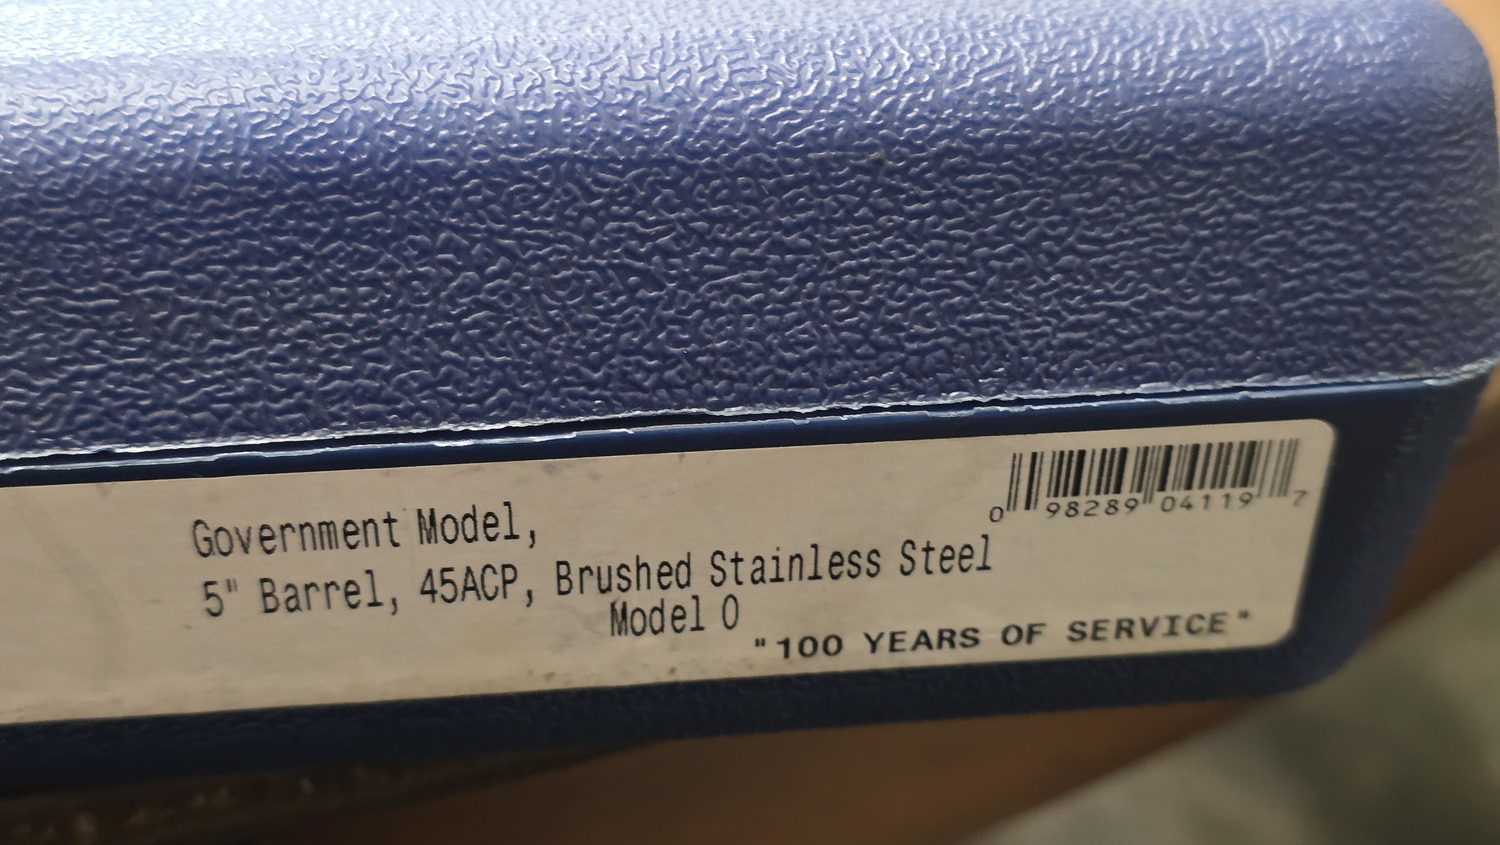 0 98289 04119 7
Government Model,
5" Barrel, 45ACP, Brushed Stainless Steel
Model O
"100 YEARS OF SERVICE"